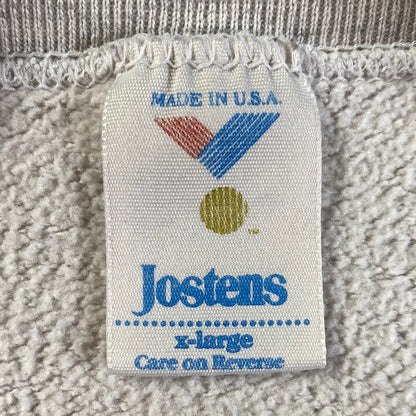 MADE IN U.S.A.
™
Jostens
x-large
Care on Reverse